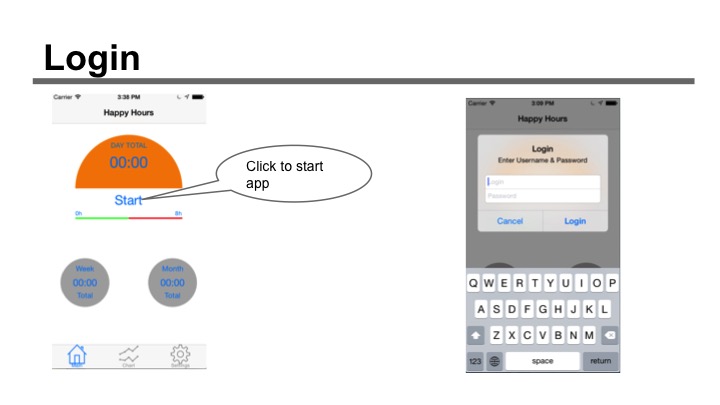 Login
Carrier 3:38 PM
Happy Hours
DAY TOTAL
00:00
Start
0h 8h
Week
00:00
Total
Month
00:00
Total
Chart
Settings
Click to start
app
Carrier 3:09 PM
Happy Hours
Login
Enter Username & Password
Login
Password
Cancel Login
Q W E R T Y U I O P
A S D F G H J K L
Z X C V B N M
123 space return